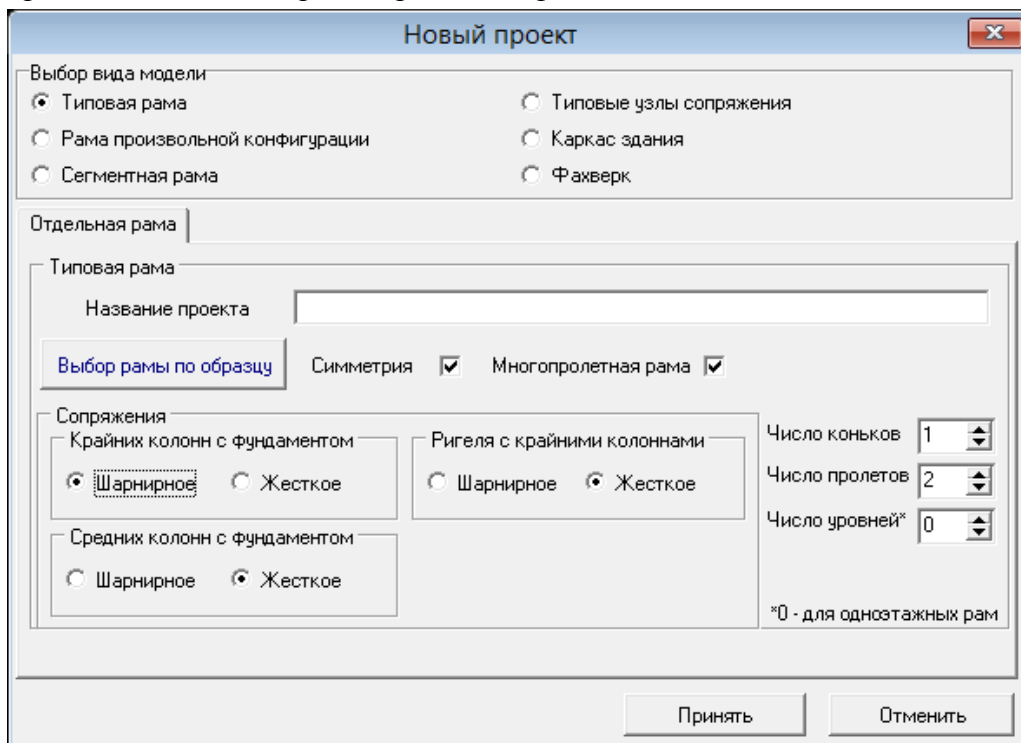 Новый проект
Выбор вида модели
Типовая рама
Типовые узлы сопряжения
Рама произвольной конфигурации
Каркас здания
Сегментная рама
Фахверк
Отдельная рама
Типовая рама
Название проекта
Выбор рамы по образцу Симметрия Многопролетная рама
Сопряжения
Крайних колонн с фундаментом
Шарнирное Жесткое
Ригеля с крайними колоннами
Шарнирное Жесткое
Средних колонн с фундаментом
Шарнирное Жесткое
Число коньков 1
Число пролетов 2
Число уровней* 0
*0 - для одноэтажных рам
Принять Отменить